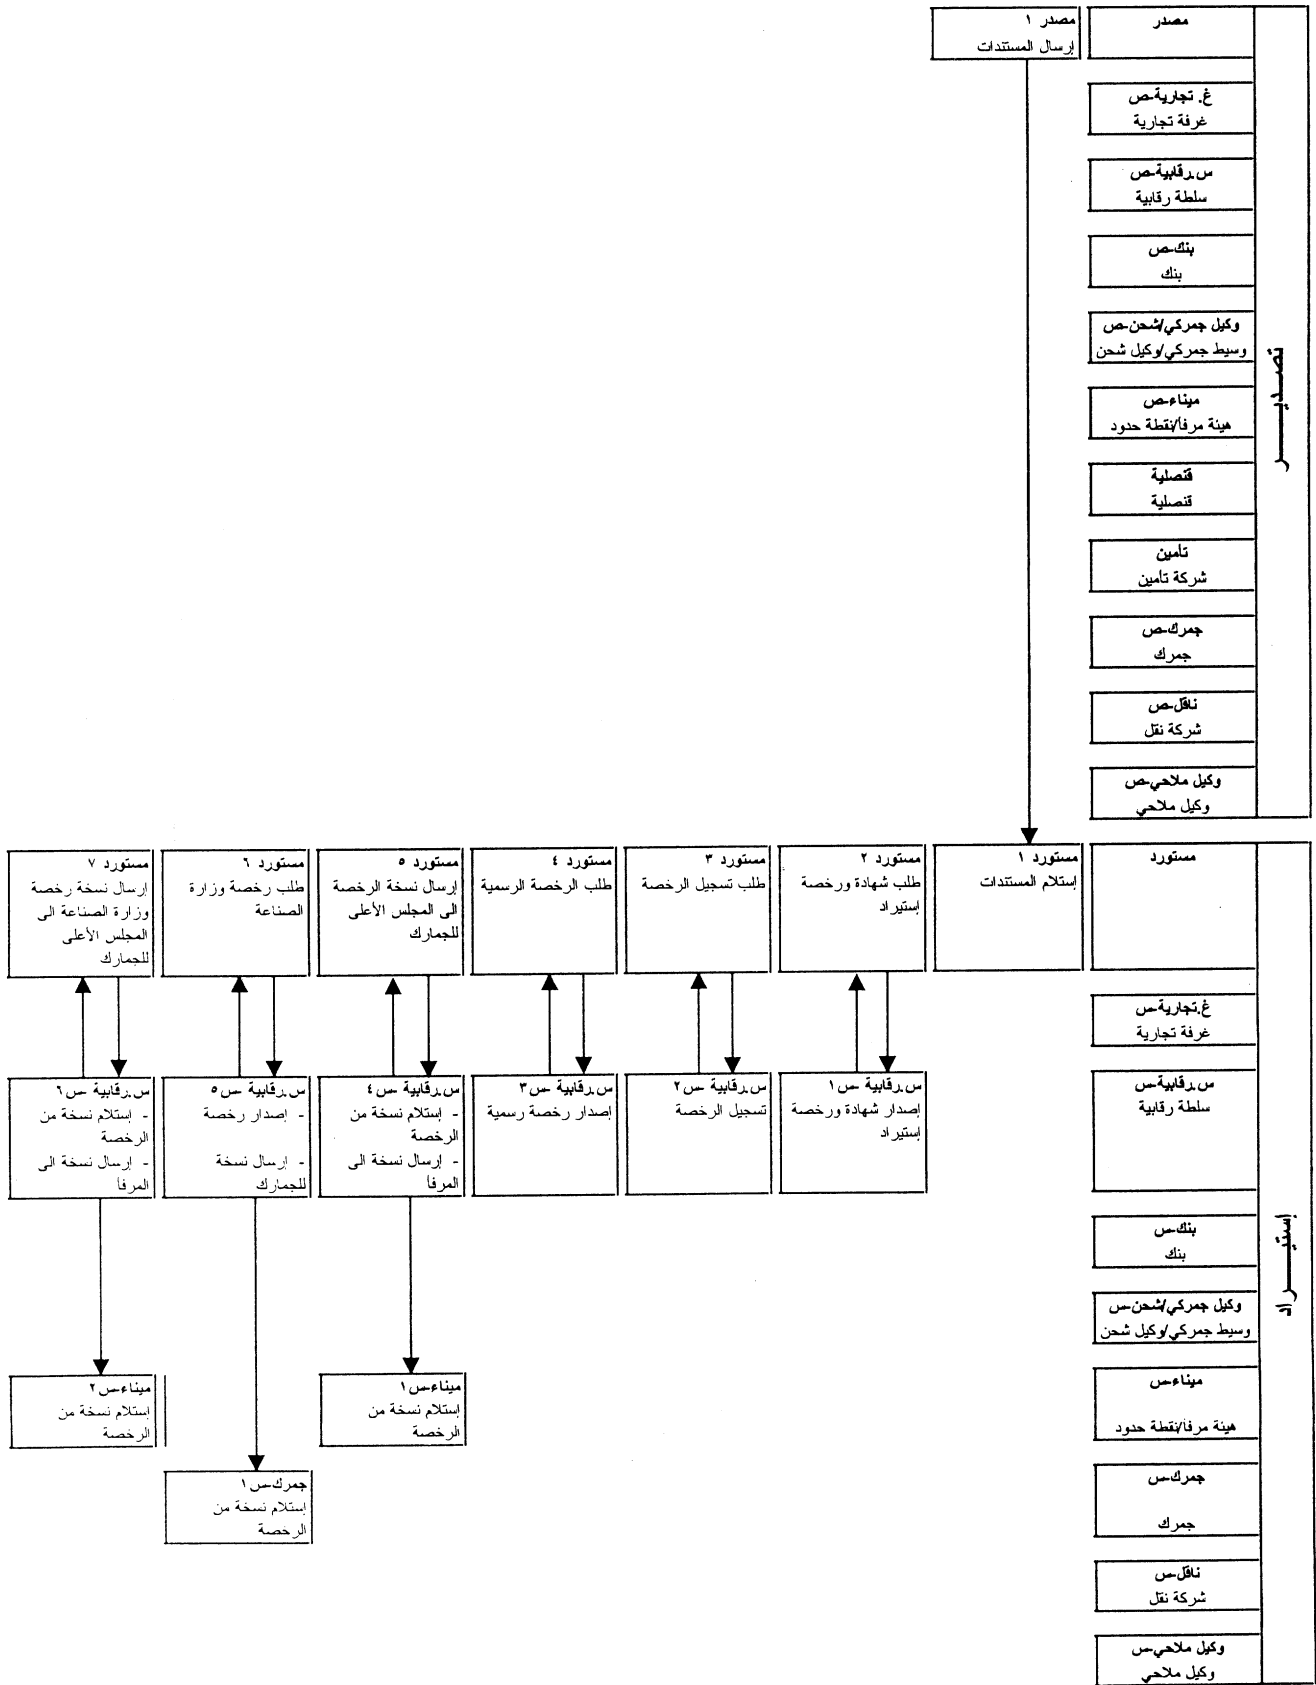 تصـديــــر
مصدر
مصدر ١
إرسال المستندات
غ. تجارية-ص
غرفة تجارية
س.رقابية-ص
سلطة رقابية
بنك-ص
بنك
وكيل جمركي/شحن-ص
وسيط جمركي/وكيل شحن
ميناء-ص
هيئة مرفأ/نقطة حدود
قنصلية
قنصلية
تأمين
شركة تأمين
جمرك-ص
جمرك
ناقل-ص
شركة نقل
وكيل ملاحي-ص
وكيل ملاحي
إستيــــراد
مستورد
مستورد ١
إستلام المستندات
مستورد ٢
طلب شهادة ورخصة
إستيراد
مستورد ٣
طلب تسجيل الرخصة
مستورد ٤
طلب الرخصة الرسمية
مستورد ٥
إرسال نسخة الرخصة
الى المجلس الأعلى
للجمارك
مستورد ٦
طلب رخصة وزارة
الصناعة
مستورد ٧
إرسال نسخة رخصة
وزارة الصناعة الى
المجلس الأعلى
للجمارك
غ.تجارية-س
غرفة تجارية
س.رقابية-س
سلطة رقابية
س.رقابية -س١
إصدار شهادة ورخصة
إستيراد
س.رقابية -س٢
تسجيل الرخصة
س.رقابية -س٣
إصدار رخصة رسمية
س.رقابية -س٤
- إستلام نسخة من
الرخصة
- إرسال نسخة الى
المرفأ
س.رقابية -س٥
- إصدار رخصة
- إرسال نسخة
للجمارك
س.رقابية -س٦
- إستلام نسخة من
الرخصة
- إرسال نسخة الى
المرفأ
بنك-س
بنك
وكيل جمركي/شحن-س
وسيط جمركي/وكيل شحن
ميناء-س
هيئة مرفأ/نقطة حدود
ميناء-س١
إستلام نسخة من
الرخصة
ميناء-س٢
إستلام نسخة من
الرخصة
جمرك-س
جمرك
جمرك-س١
إستلام نسخة من
الرخصة
ناقل-س
شركة نقل
وكيل ملاحي-س
وكيل ملاحي